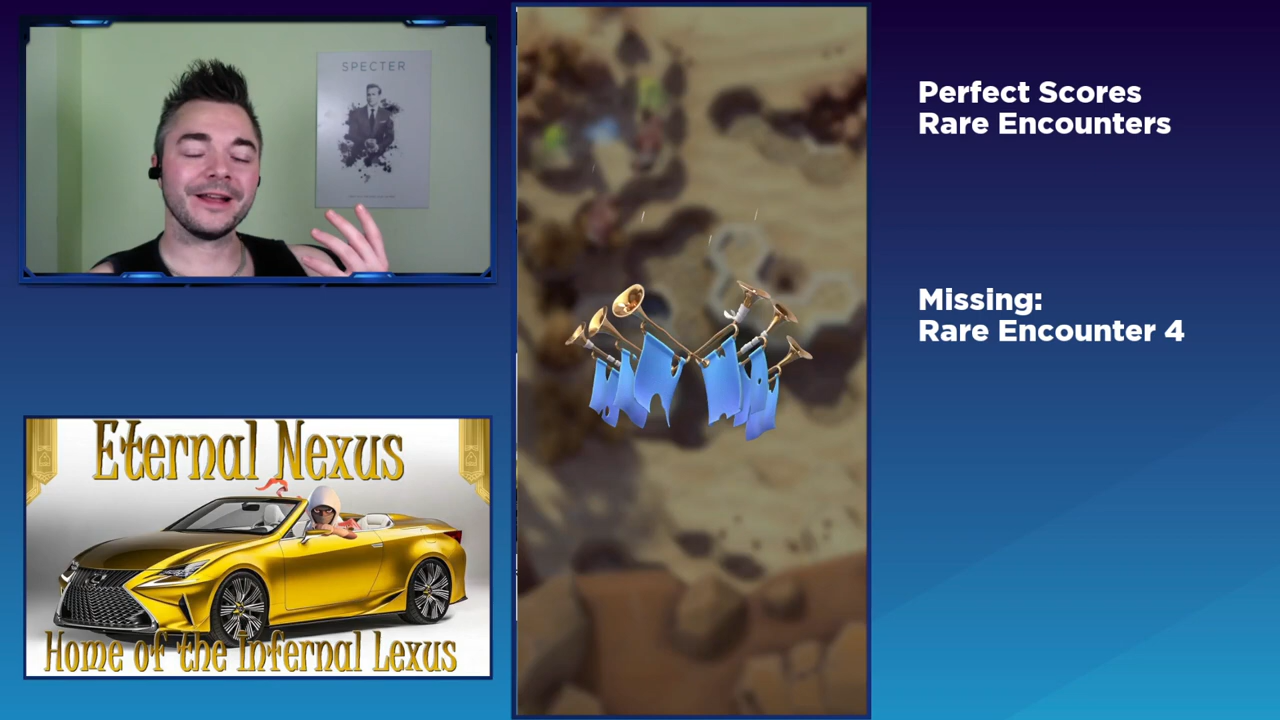 SPECTER
Eternal Nexus
Home of the Infernal Lexus
Perfect Scores
Rare Encounters
Missing:
Rare Encounter 4